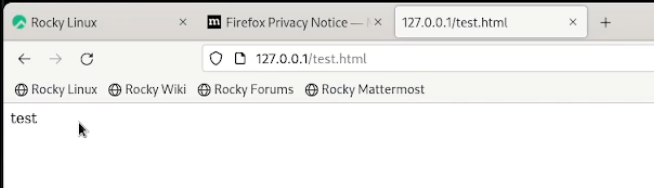 Rocky Linux × Firefox Privacy Notice — × 127.0.0.1/test.html × +
127.0.0.1/test.html
Rocky Linux Rocky Wiki Rocky Forums Rocky Mattermost
test